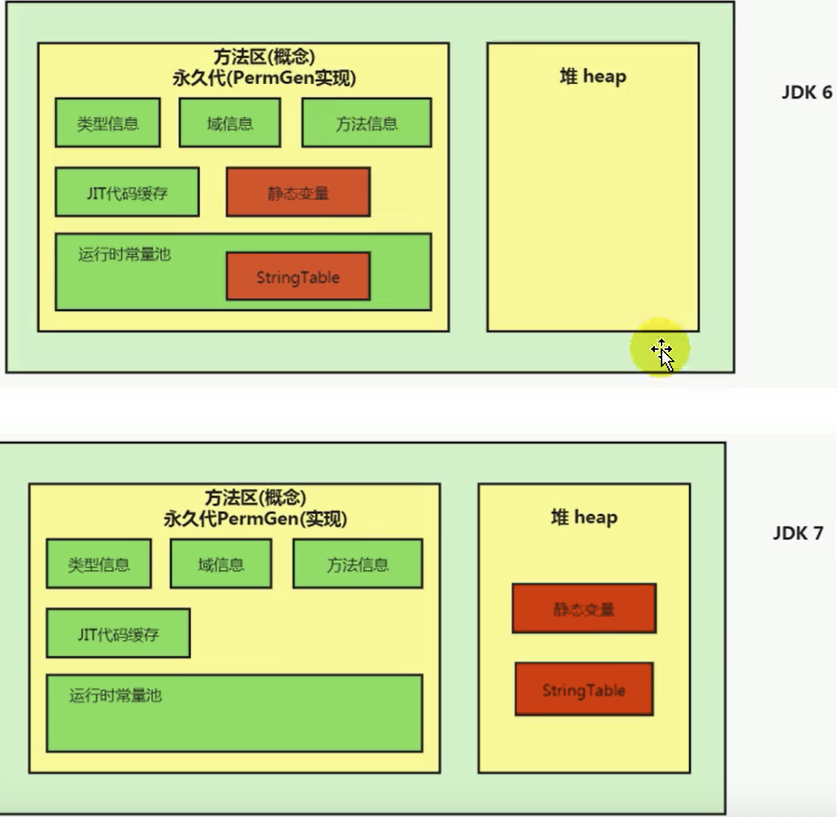 方法区(概念)
永久代(PermGen实现)
堆 heap
JDK 6
类型信息
域信息
方法信息
JIT代码缓存
静态变量
运行时常量池
StringTable
方法区(概念)
永久代PermGen(实现)
堆 heap
JDK 7
类型信息
域信息
方法信息
静态变量
JIT代码缓存
StringTable
运行时常量池